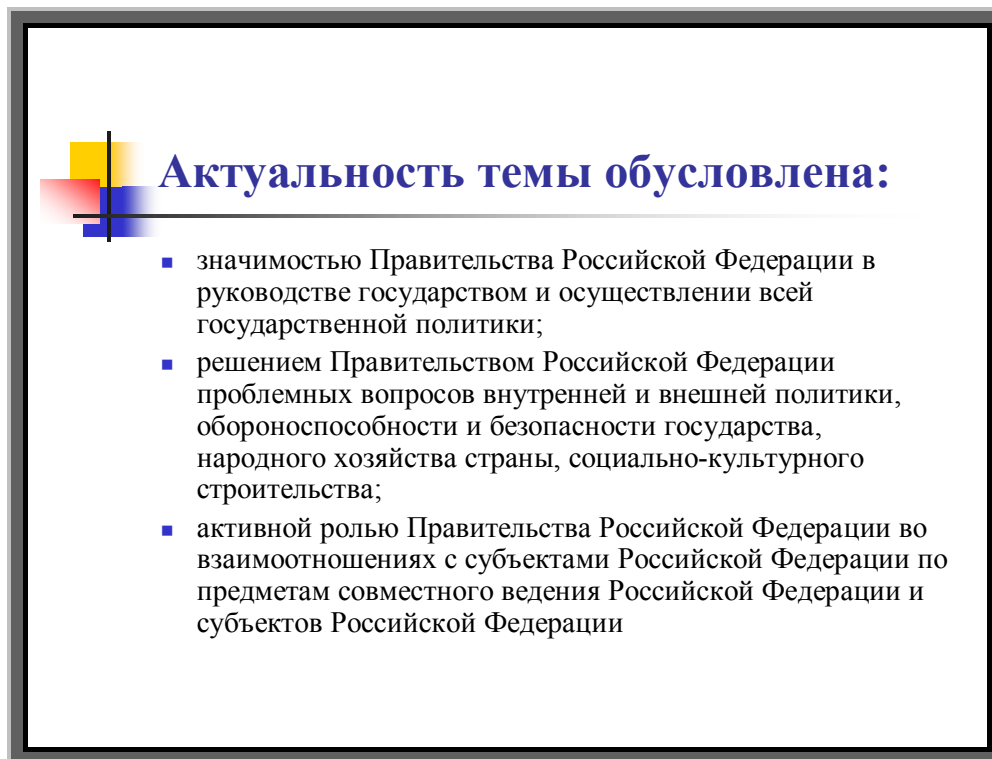 Актуальность темы обусловлена:
значимостью Правительства Российской Федерации в
руководстве государством и осуществлении всей
государственной политики;
решением Правительством Российской Федерации
проблемных вопросов внутренней и внешней политики,
обороноспособности и безопасности государства,
народного хозяйства страны, социально-культурного
строительства;
активной ролью Правительства Российской Федерации во
взаимоотношениях с субъектами Российской Федерации по
предметам совместного ведения Российской Федерации и
субъектов Российской Федерации